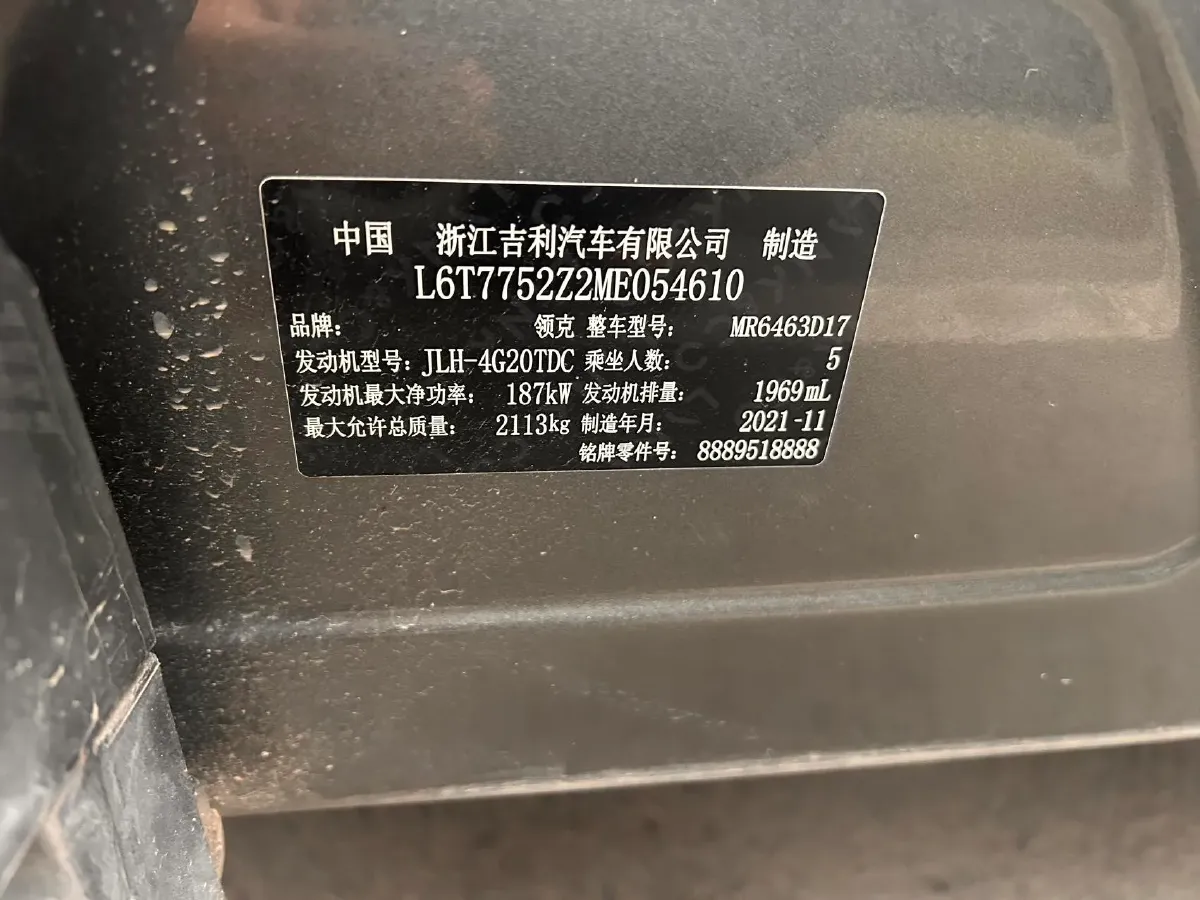 中国 浙江吉利汽车有限公司 制造
L6T7752Z2ME054610
品牌: 领克 整车型号: MR6463D17
发动机型号: JLH-4G20TDC 乘坐人数: 5
发动机最大净功率: 187kW 发动机排量: 1969mL
最大允许总质量: 2113kg 制造年月: 2021-11
铭牌零件号: 8889518888